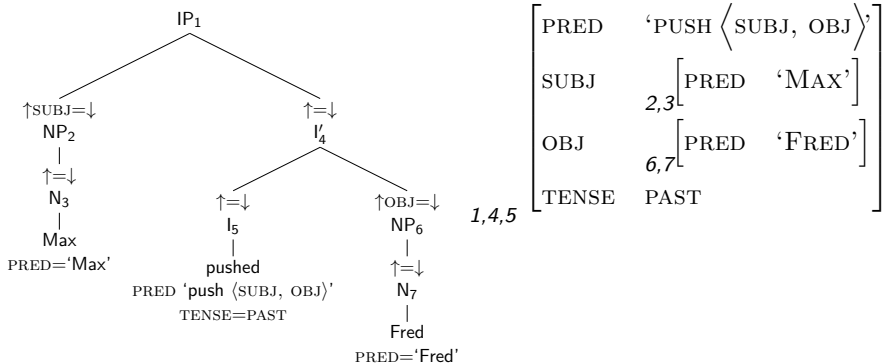 IP₁
↑SUBJ=↓ ↑=↓
NP₂ I′₄
↑=↓ ↑=↓ ↑OBJ=↓
N₃ I₅ NP₆
Max pushed ↑=↓
PRED=‘Max’ PRED ‘push ⟨SUBJ, OBJ⟩’ N₇
TENSE=PAST Fred
PRED=‘Fred’
PRED ‘PUSH ⟨SUBJ, OBJ⟩’
SUBJ 2,3 [PRED ‘MAX’]
OBJ 6,7 [PRED ‘FRED’]
1,4,5 TENSE PAST